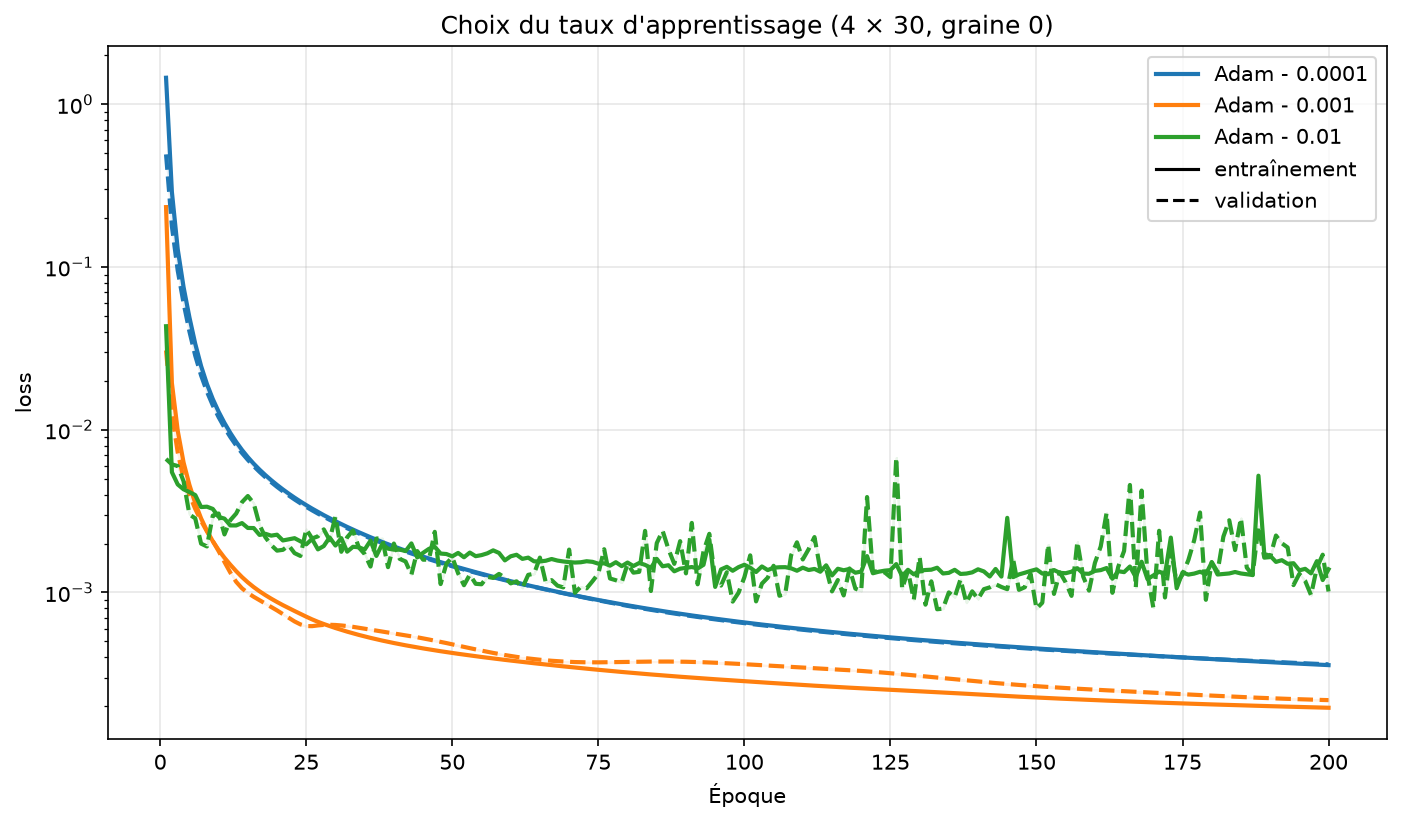 Choix du taux d'apprentissage (4 × 30, graine 0)
Adam - 0.0001
Adam - 0.001
Adam - 0.01
entraînement
validation
loss
10⁰
10⁻¹
10⁻²
10⁻³
0 25 50 75 100 125 150 175 200
Époque